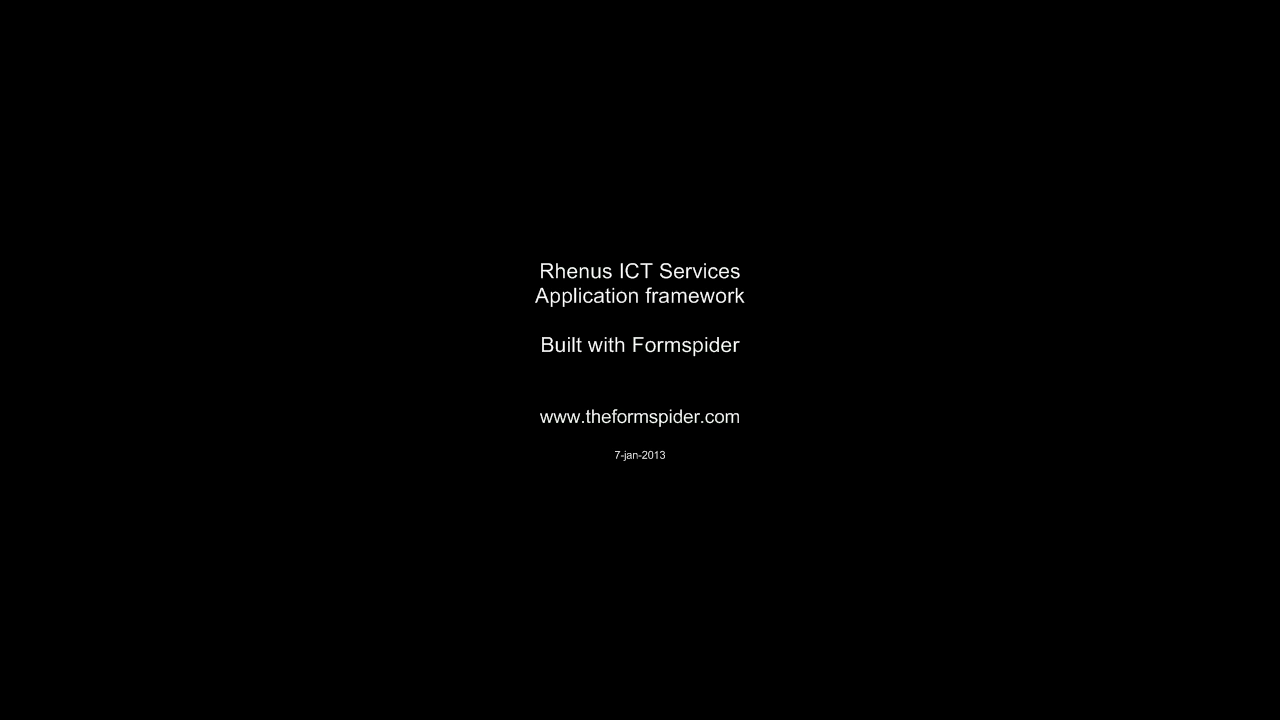 Rhenus ICT Services
Application framework
Built with Formspider
www.theformspider.com
7-jan-2013